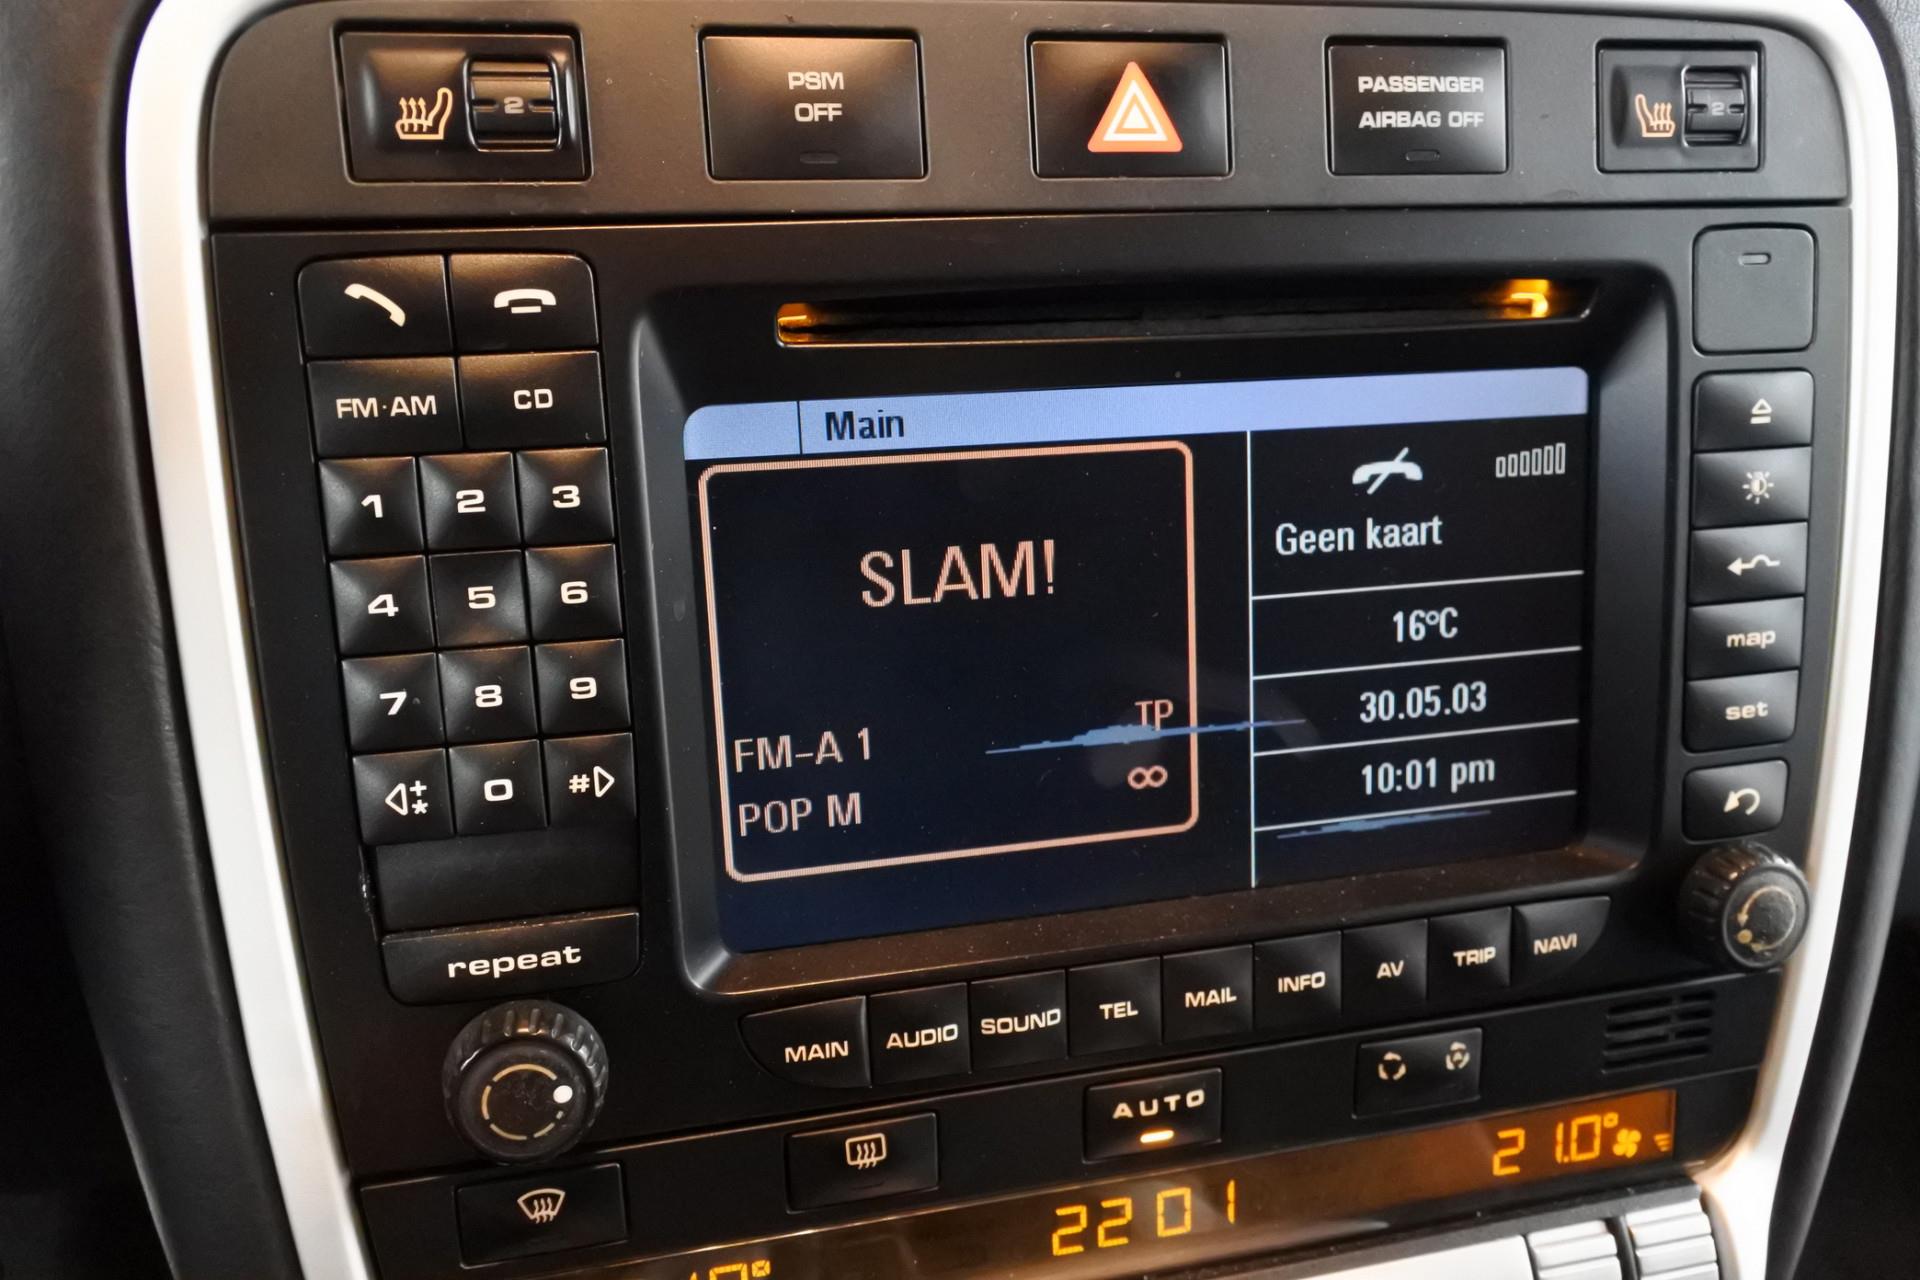 2
PSM
OFF
PASSENGER
AIRBAG OFF
2
FM·AM
CD
1
2
3
4
5
6
7
8
9
*
0
#
repeat
Main
SLAM!
FM-A 1
TP
POP M
Geen kaart
16°C
30.05.03
10:01 pm
map
set
MAIN
AUDIO
SOUND
TEL
MAIL
INFO
AV
TRIP
NAVI
AUTO
A
21.0°
22 01